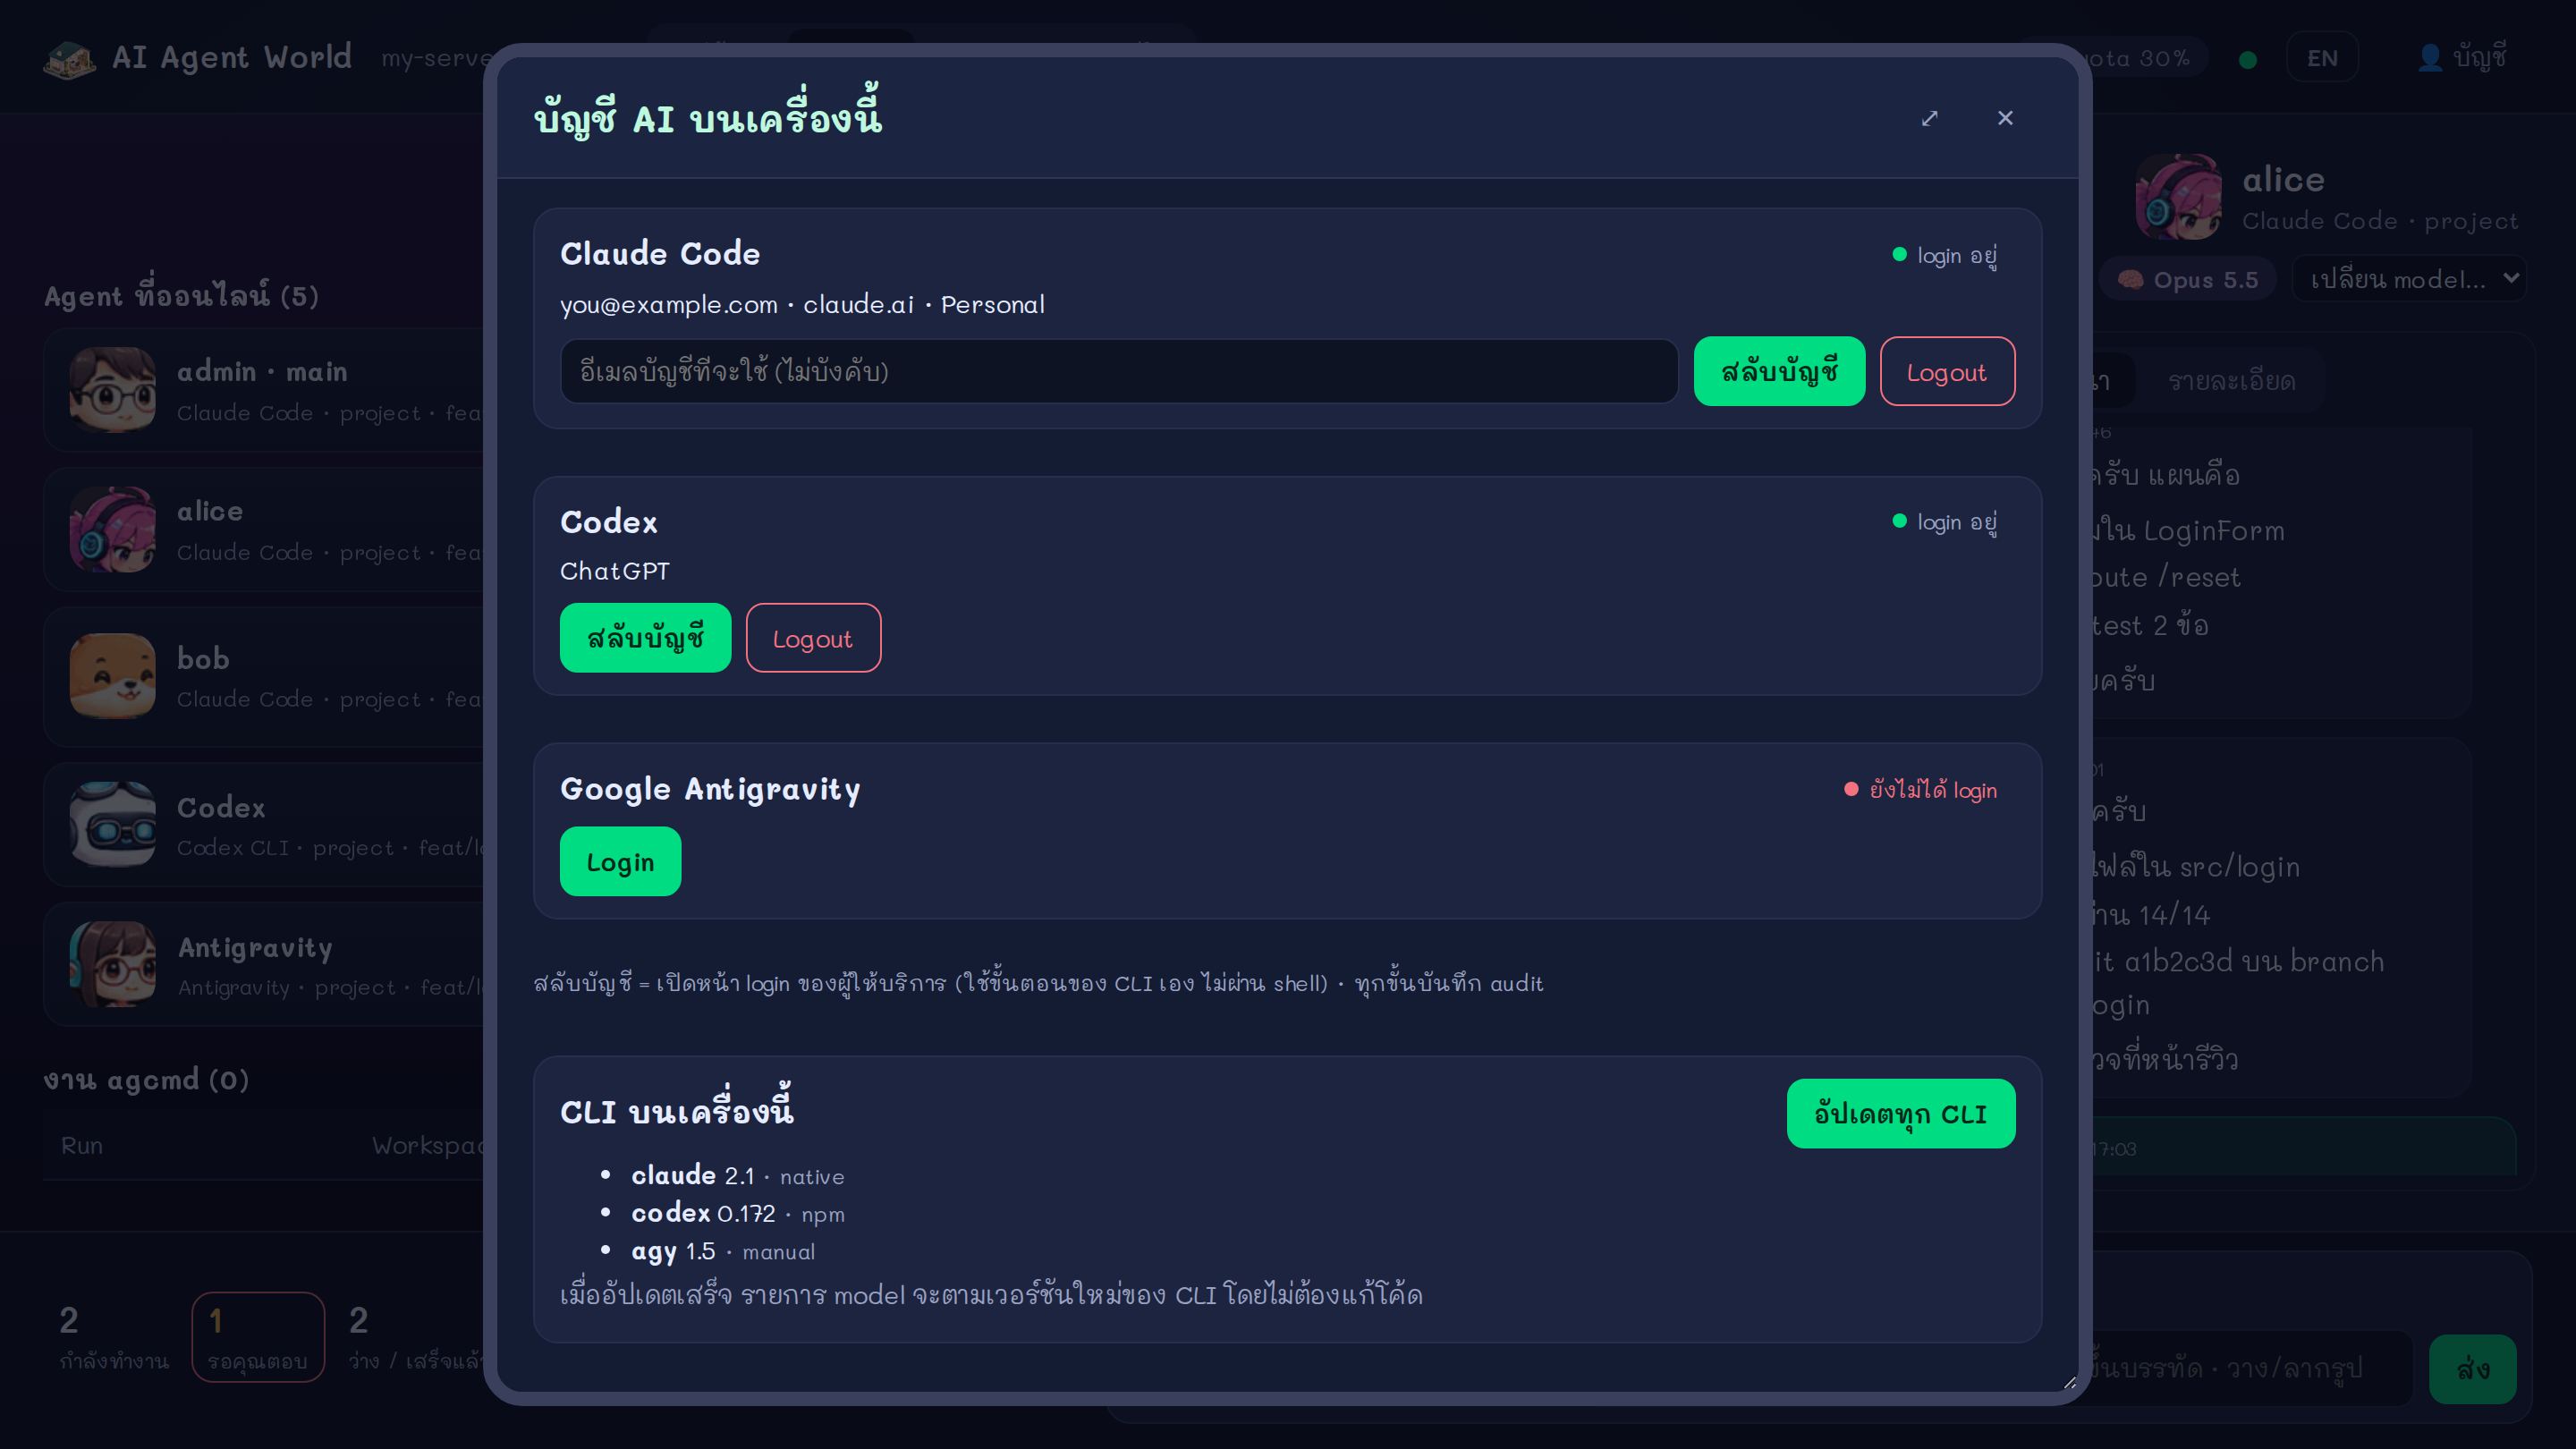 AI Agent World my-serve
ota 30%
EN
👤 บัญชี
บัญชี AI บนเครื่องนี้
⤢ ✕
Claude Code
login อยู่
you@example.com · claude.ai · Personal
อีเมลบัญชีที่จะใช้ (ไม่บังคับ)
สลับบัญชี
Logout
Codex
login อยู่
ChatGPT
สลับบัญชี
Logout
Google Antigravity
ยังไม่ได้ login
Login
สลับบัญชี = เปิดหน้า login ของผู้ให้บริการ (ใช้ขั้นตอนของ CLI เอง ไม่ผ่าน shell) · ทุกขั้นบันทึก audit
CLI บนเครื่องนี้
อัปเดตทุก CLI
• claude 2.1 · native
• codex 0.172 · npm
• agy 1.5 · manual
เมื่ออัปเดตเสร็จ รายการ model จะตามเวอร์ชันใหม่ของ CLI โดยไม่ต้องแก้โค้ด
Agent ที่ออนไลน์ (5)
admin · main
Claude Code · project · fea
alice
Claude Code · project · fea
bob
Claude Code · project · fea
Codex
Codex CLI · project · feat/lo
Antigravity
Antigravity · project · feat/lo
งาน agcmd (0)
Run Workspac
2
กำลังทำงาน
1
รอคุณตอบ
2
ว่าง / เสร็จแล้ว
alice
Claude Code · project
🧠 Opus 5.5
เปลี่ยน model...
รายละเอียด
46
ครับ แผนคือ
ใน LoginForm
oute /reset
test 2 ข้อ
ครับ
01
ครับ
ไฟล์ใน src/login
่าน 14/14
it a1b2c3d บน branch
ogin
วจที่หน้ารีวิว
17:03
ขึ้นบรรทัด · วาง/ลากรูป
ส่ง